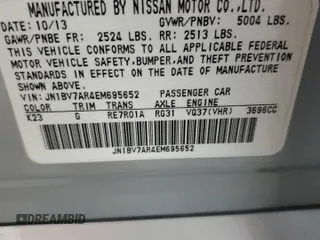 MANUFACTURED BY NISSAN MOTOR CO.,LTD.
DATE: 10/13 GVWR/PNBV: 5004 LBS.
GAWR/PNBE FR: 2524 LBS. RR: 2513 LBS.
THIS VEHICLE CONFORMS TO ALL APPLICABLE FEDERAL
MOTOR VEHICLE SAFETY, BUMPER, AND THEFT PREVENTION
STANDARDS IN EFFECT ON THE DATE OF MANUFACTURE
SHOWN ABOVE.
VIN: JN1BV7AR4EM695652 PASSENGER CAR
COLOR TRIM TRANS AXLE ENGINE
K23 G RE7R01A RG31 VQ37(VHR) 3696CC
JN1BV7AR4EM695652
DREAMBID